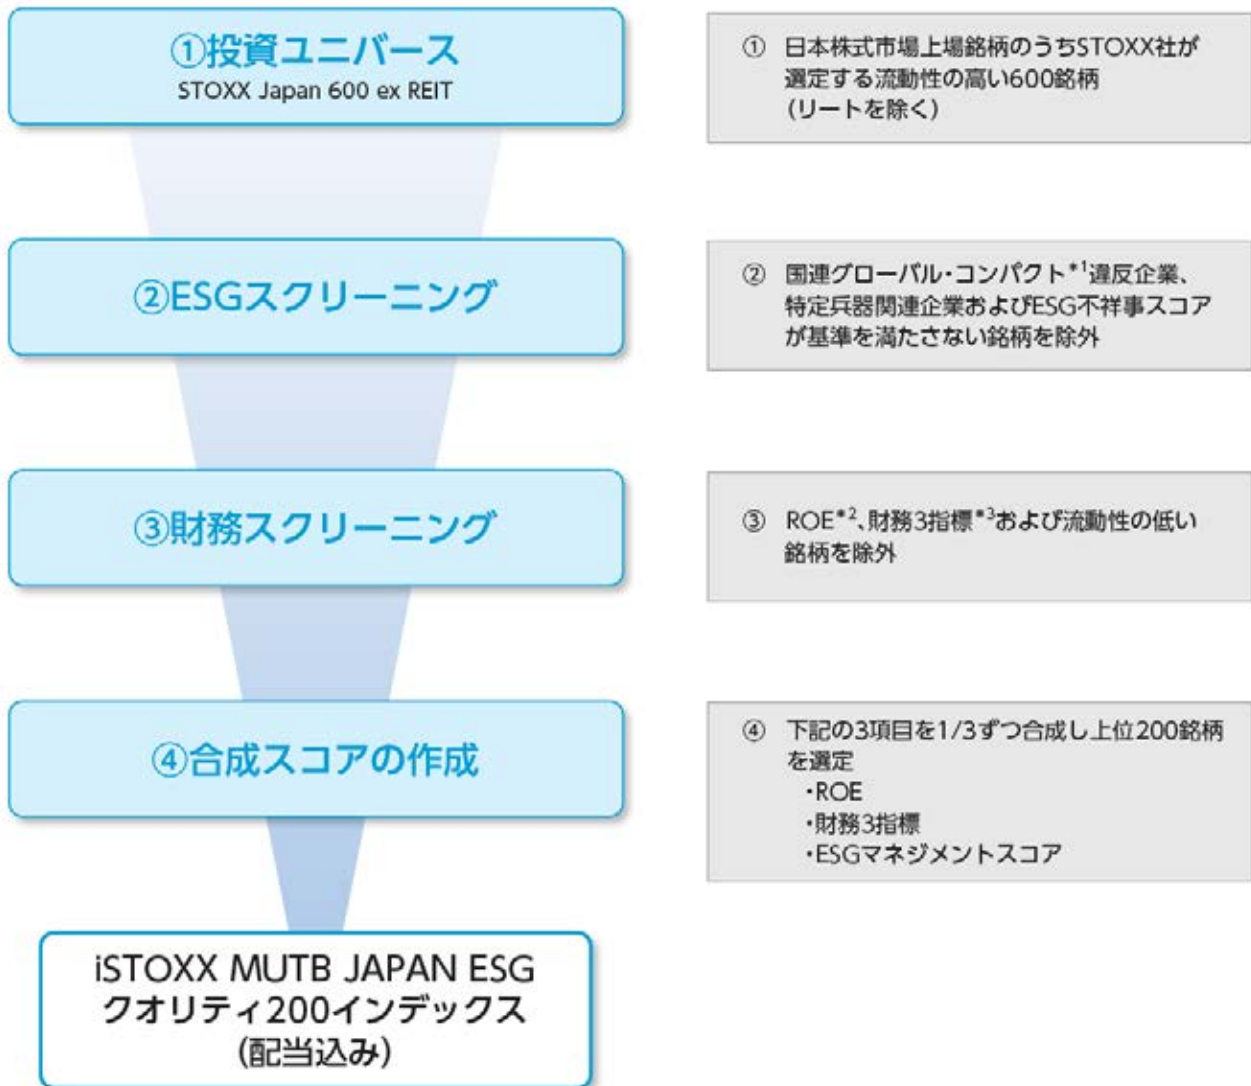 ①投資ユニバース
STOXX Japan 600 ex REIT
① 日本株式市場上場銘柄のうちSTOXX社が
選定する流動性の高い600銘柄
(リートを除く)
②ESGスクリーニング
② 国連グローバル・コンパクト*1違反企業、
特定兵器関連企業およびESG不祥事スコア
が基準を満たさない銘柄を除外
③財務スクリーニング
③ ROE*2、財務3指標*3および流動性の低い
銘柄を除外
④合成スコアの作成
④ 下記の3項目を1/3ずつ合成し上位200銘柄
を選定
・ROE
・財務3指標
・ESGマネジメントスコア
iSTOXX MUTB JAPAN ESG
クオリティ200インデックス
(配当込み)